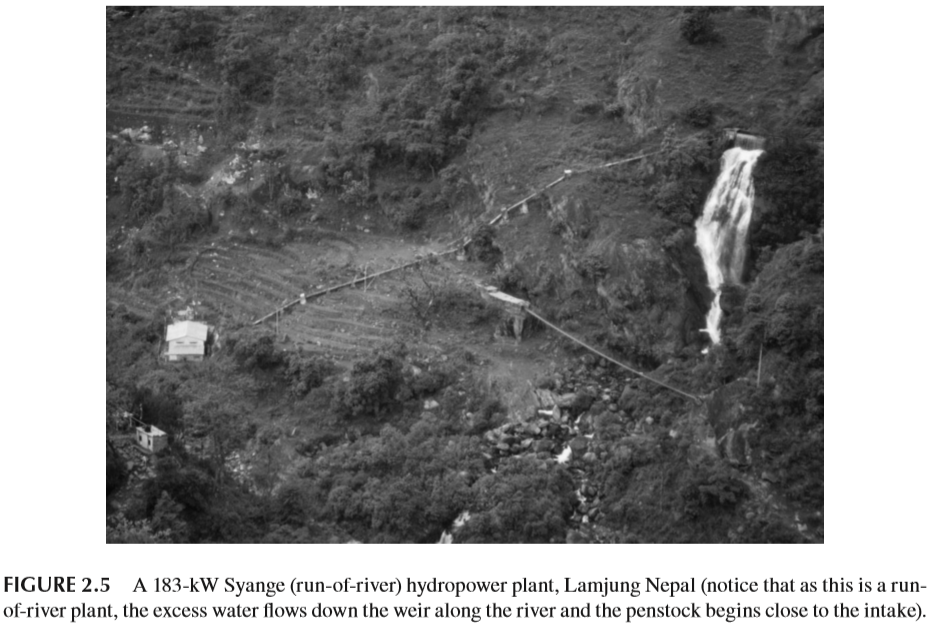 FIGURE 2.5 A 183-kW Syange (run-of-river) hydropower plant, Lamjung Nepal (notice that as this is a run-
of-river plant, the excess water flows down the weir along the river and the penstock begins close to the intake).